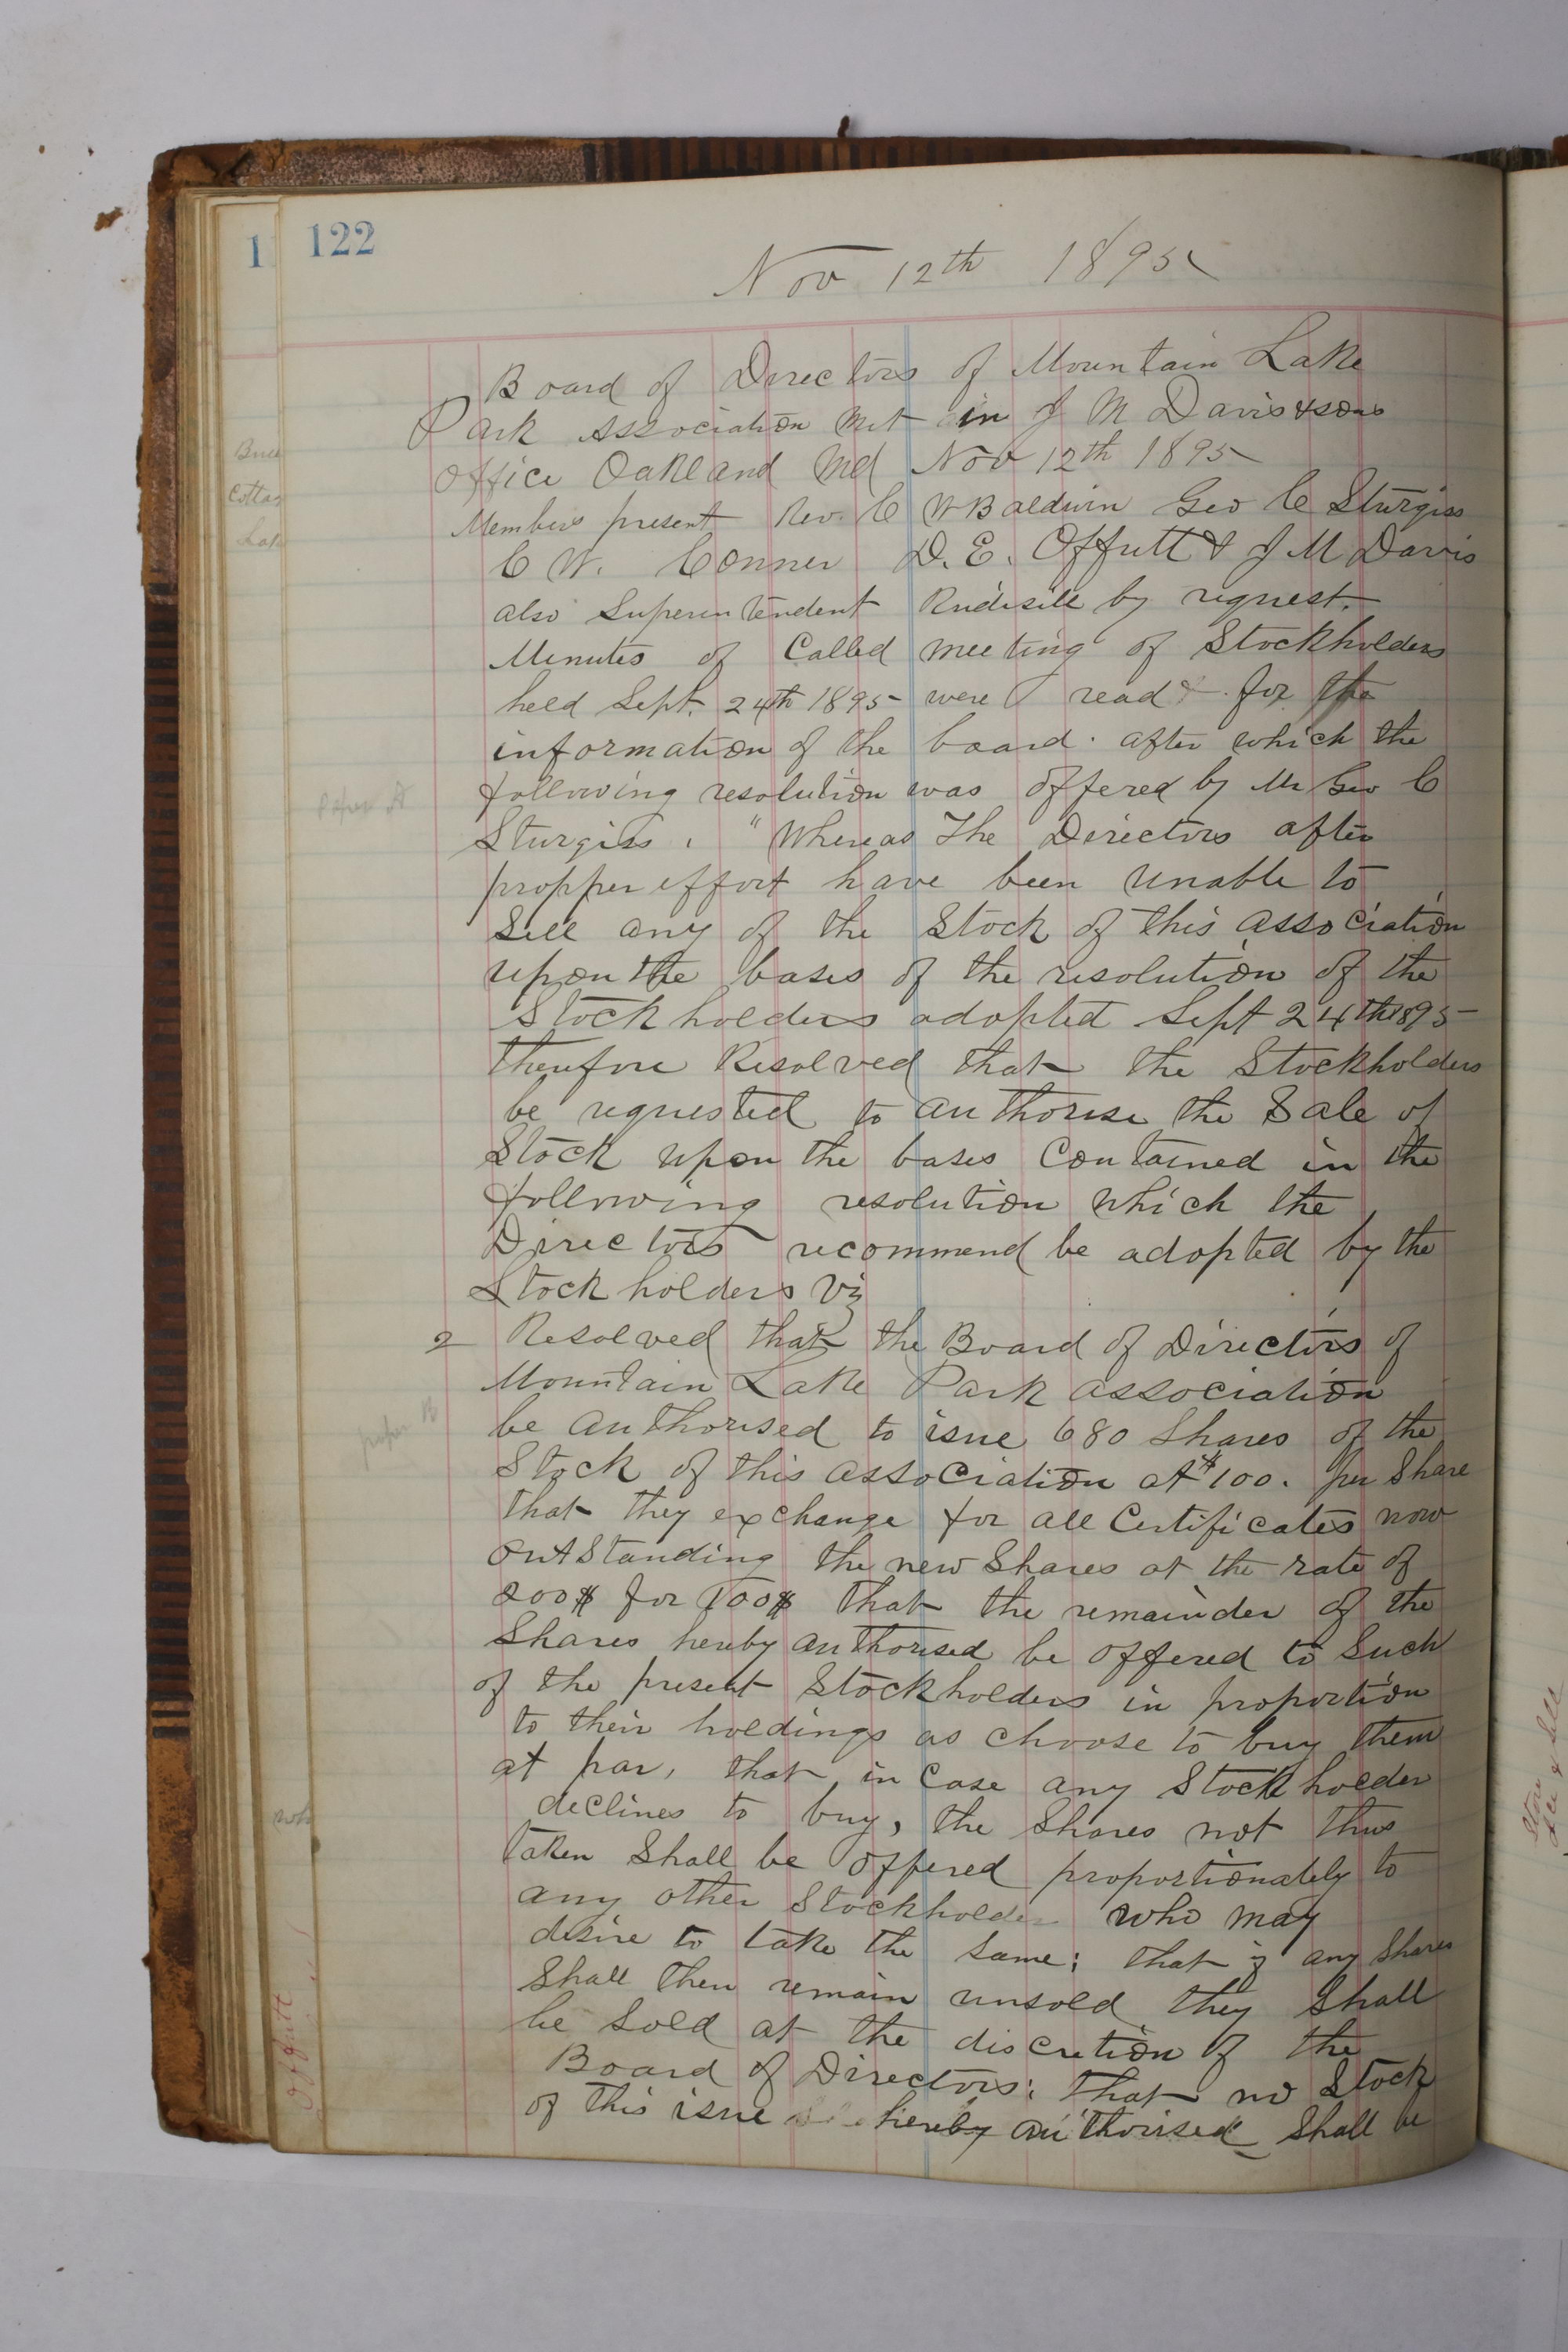 1 122
Nov 12th 1895
Board of Directors of Mountain Lake
Park Association Met in J M Davis & sons
office Oakland Md Nov 12th 1895
Members present Rev. C W Baldwin Geo C Sturgiss
C W. Conner D. E. Offutt & J M Davis
also Superintendent Rudisill by request.
Minutes of Called meeting of Stockholders
held Sept. 24th 1895 were read for the
information of the board. after which the
following resolution was offered by Mr Geo C
paper A
Sturgiss. "Whereas The Directors after
propper effort have been unable to
Sell any of the Stock of this association
upon the bases of the resolution of the
Stockholders adopted Sept 24th 1895
therefore Resolved that the Stockholders
be requested to authorise the Sale of
Stock upon the bases Contained in the
following resolution which the
Directors recommend be adopted by the
Stockholders Viz
2 Resolved that the Board of Directors of
Mountain Lake Park association
paper B
be authorised to isue 680 Shares of the
Stock of this association at $100. per Share
that they exchange for all Certificates now
outstanding the new Shares at the rate of
200$ for 100$ that the remainder of the
Shares hereby authorised be offered to Such
of the present Stockholders in proportion
to their holdings as choose to buy them
at par, that in Case any Stockholder
declines to buy, the Shares not thus
taken Shall be offered proportionately to
any other Stockholder who may
desire to take the same; that if any Shares
Shall then remain unsold they Shall
be Sold at the discretion of the
Board of Directors; that no Stock
of this isue hereby authorised Shall be
Cottag
Offutt